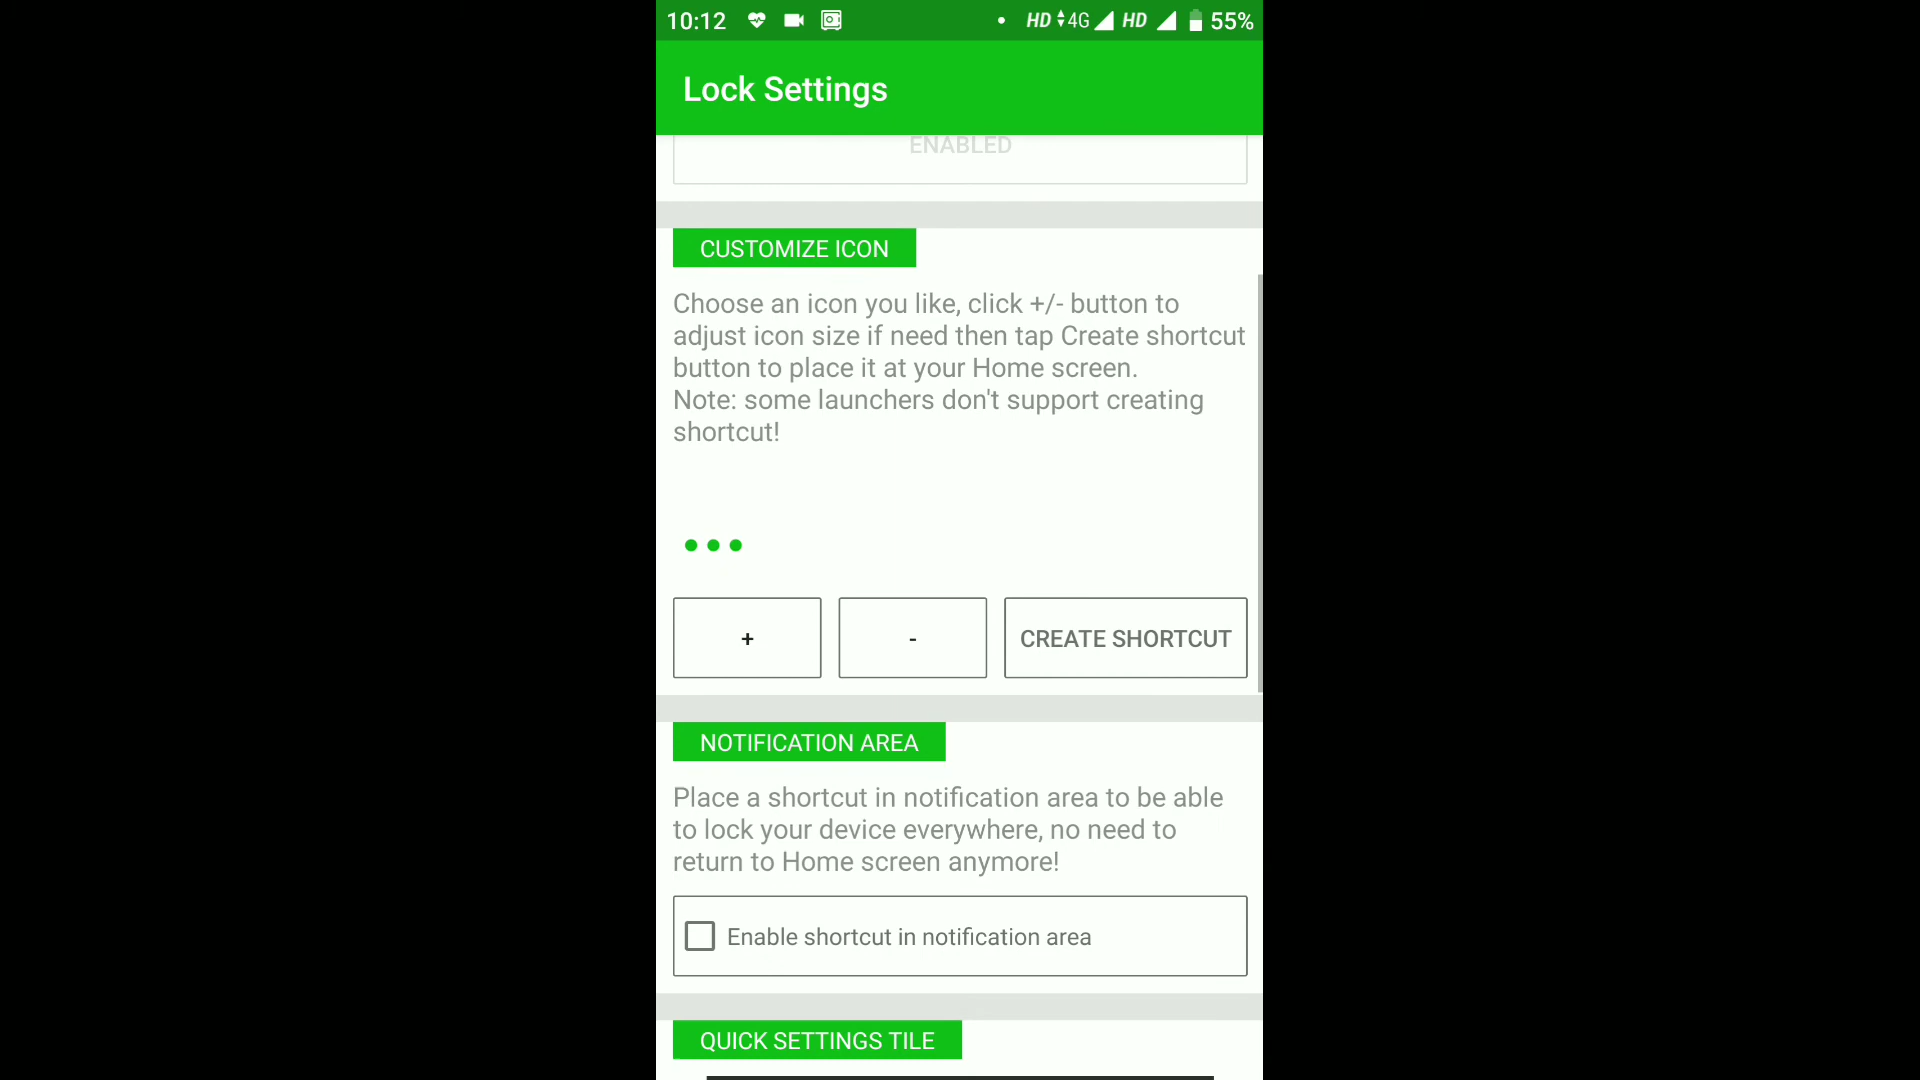 10:12 HD 4G HD 55%
Lock Settings
ENABLED
CUSTOMIZE ICON
Choose an icon you like, click +/- button to
adjust icon size if need then tap Create shortcut
button to place it at your Home screen.
Note: some launchers don't support creating
shortcut!
+ - CREATE SHORTCUT
NOTIFICATION AREA
Place a shortcut in notification area to be able
to lock your device everywhere, no need to
return to Home screen anymore!
Enable shortcut in notification area
QUICK SETTINGS TILE